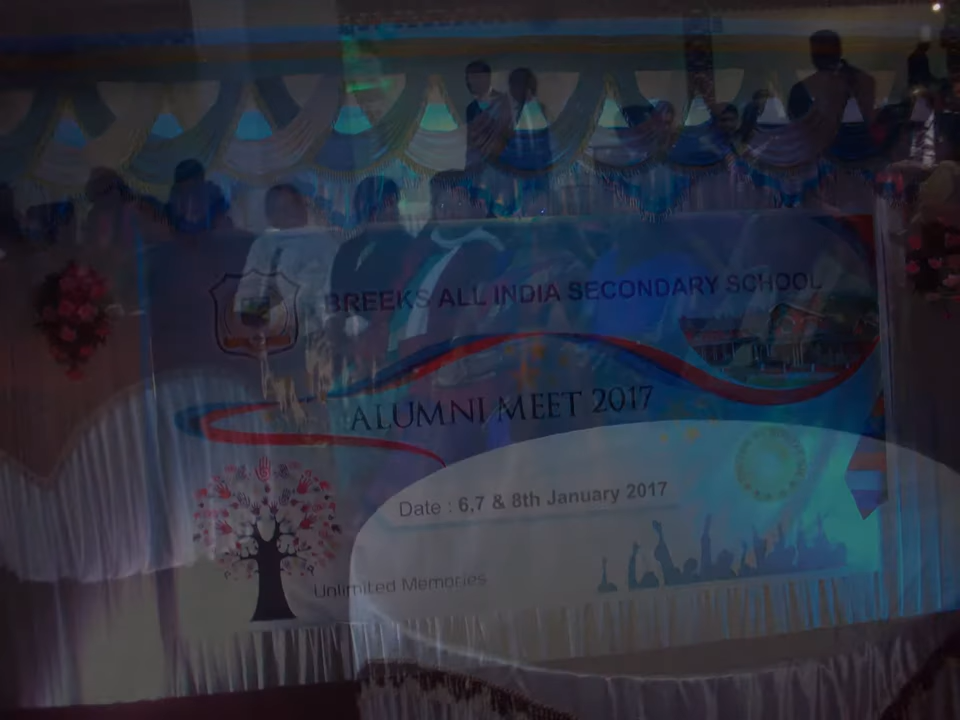 BREEKS ALL INDIA SECONDARY SCHOOL
ALUMNI MEET 2017
Date : 6,7 & 8th January 2017
Unlimited Memories